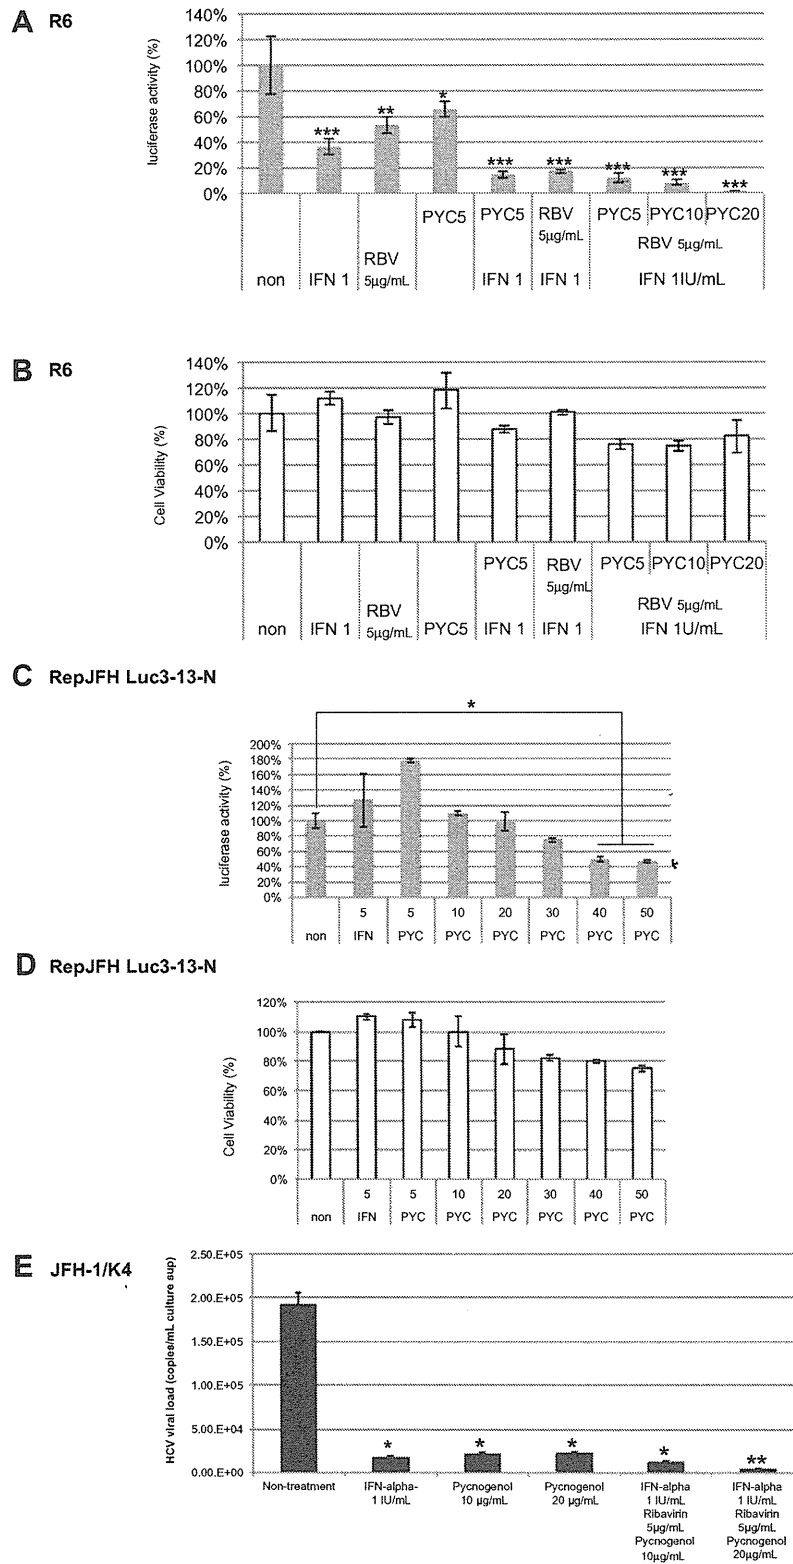 A R6
luciferase activity (%)
140%
120%
100%
80%
60%
40%
20%
0%
*** ** * *** *** *** *** ***
PYC5 PYC5 RBV 5μg/mL PYC5 PYC10 PYC20
RBV 5μg/mL RBV 5μg/mL
non IFN 1 IFN 1 IFN 1 IFN 1IU/mL
B R6
Cell Viability (%)
140%
120%
100%
80%
60%
40%
20%
0%
PYC5 RBV 5μg/mL PYC5 PYC10 PYC20
RBV 5μg/mL RBV 5μg/mL
non IFN 1 PYC5 IFN 1 IFN 1 IFN 1U/mL
C RepJFH Luc3-13-N
*
luciferase activity (%)
200%
180%
160%
140%
120%
100%
80%
60%
40%
20%
0%
5 5 10 20 30 40 50
non IFN PYC PYC PYC PYC PYC PYC
D RepJFH Luc3-13-N
Cell Viability (%)
120%
100%
80%
60%
40%
20%
0%
5 5 10 20 30 40 50
non IFN PYC PYC PYC PYC PYC PYC
E JFH-1/K4
HCV viral load (copies/mL culture sup)
2.50.E+05
2.00.E+05
1.50.E+05
1.00.E+05
5.00.E+04
0.00.E+00
* * * * **
Non-treatment
IFN-alpha-
1 IU/mL
Pycnogenol
10 μg/mL
Pycnogenol
20 μg/mL
IFN-alpha
1 IU/mL
Ribavirin
5μg/mL
Pycnogenol
10μg/mL
IFN-alpha
1 IU/mL
Ribavirin
5μg/mL
Pycnogenol
20μg/mL